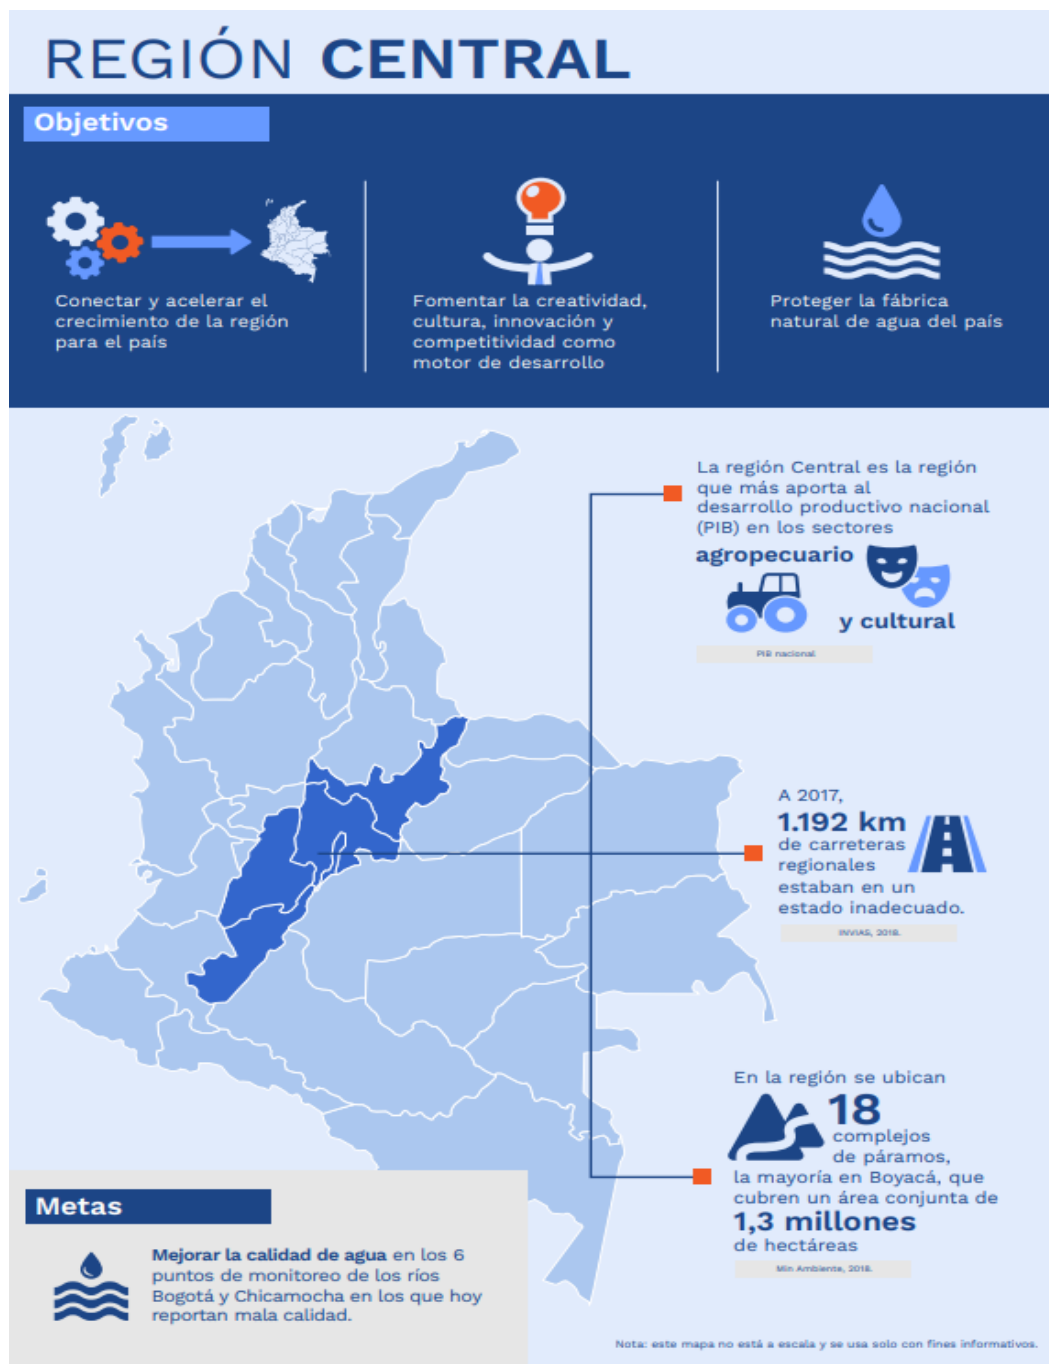 REGIÓN CENTRAL
Objetivos
Conectar y acelerar el
crecimiento de la región
para el país
Fomentar la creatividad,
cultura, innovación y
competitividad como
motor de desarrollo
Proteger la fábrica
natural de agua del país
La región Central es la región
que más aporta al
desarrollo productivo nacional
(PIB) en los sectores
agropecuario
y cultural
PIB nacional
A 2017,
1.192 km
de carreteras
regionales
estaban en un
estado inadecuado.
INVIAS, 2018.
En la región se ubican
18
complejos
de páramos,
la mayoría en Boyacá, que
cubren un área conjunta de
1,3 millones
de hectáreas
Min Ambiente, 2018.
Metas
Mejorar la calidad de agua en los 6
puntos de monitoreo de los ríos
Bogotá y Chicamocha en los que hoy
reportan mala calidad.
Nota: este mapa no está a escala y se usa solo con fines informativos.